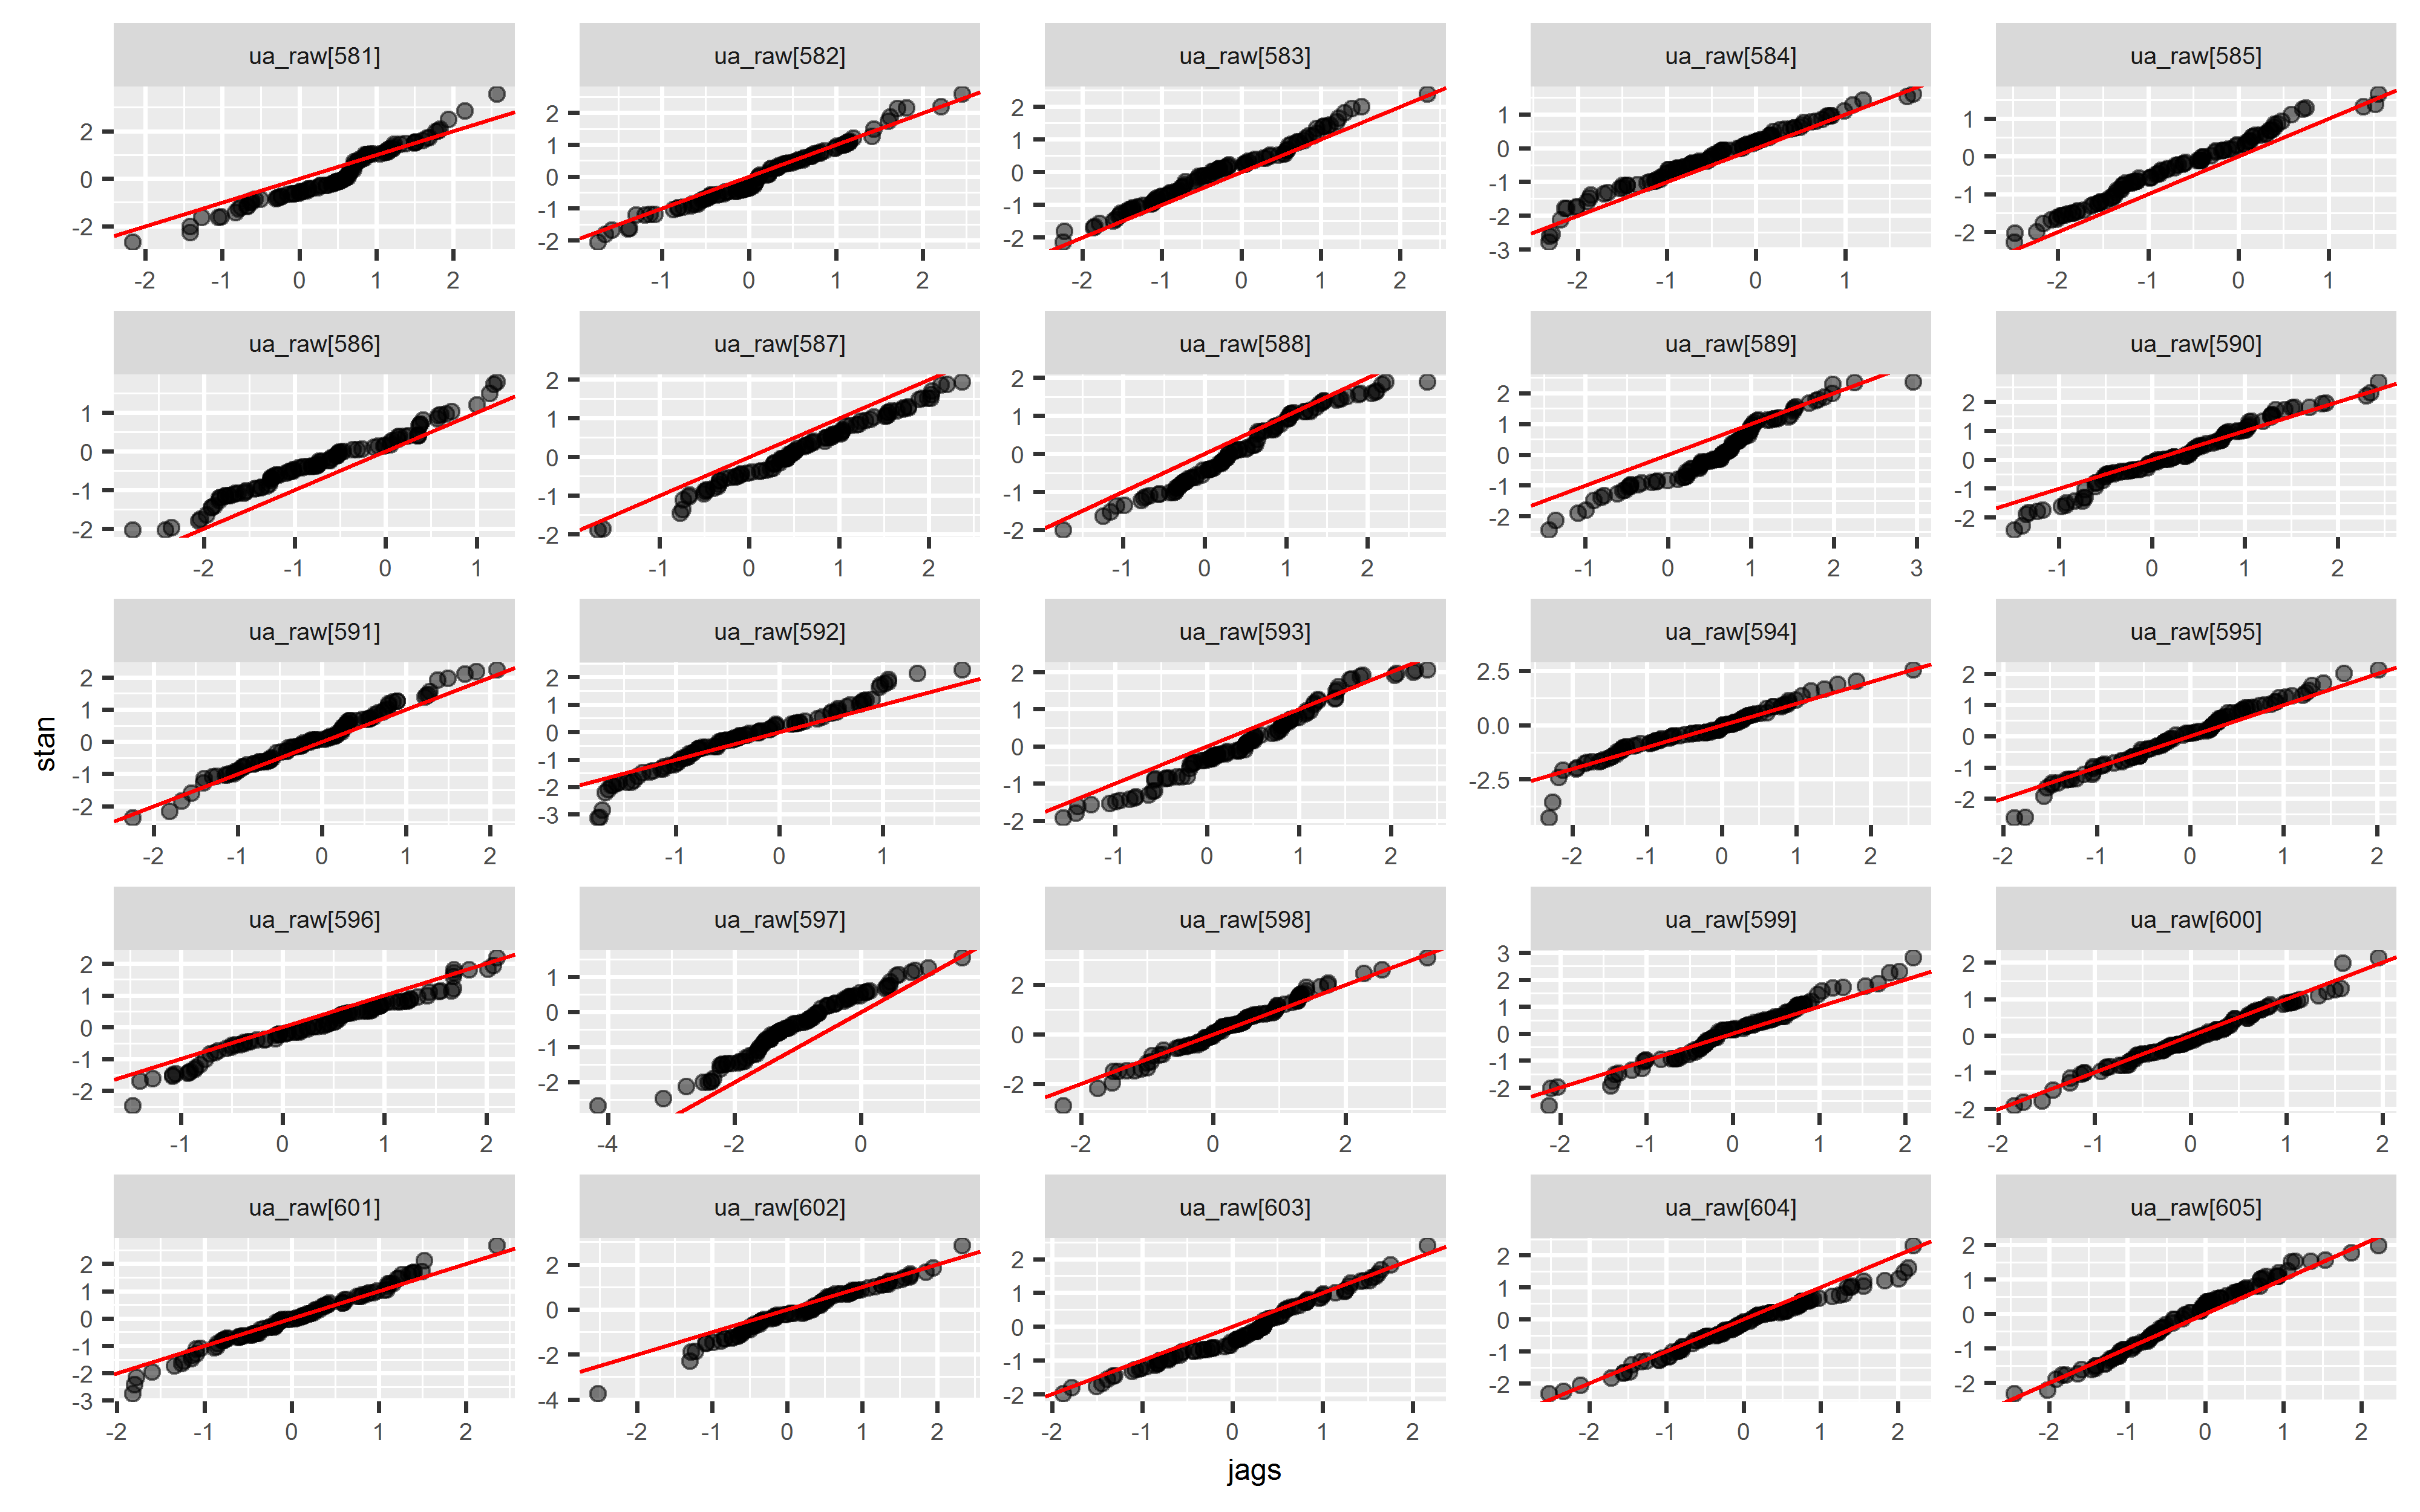 ua_raw[581] ua_raw[582] ua_raw[583] ua_raw[584] ua_raw[585]
2 0 -2
2 1 0 -1 -2
2 1 0 -1 -2
1 0 -1 -2 -3
1 0 -1 -2
-2 -1 0 1 2
-1 0 1 2
-2 -1 0 1 2
-2 -1 0 1
-2 -1 0 1
ua_raw[586] ua_raw[587] ua_raw[588] ua_raw[589] ua_raw[590]
1 0 -1 -2
2 1 0 -1 -2
2 1 0 -1 -2
2 1 0 -1 -2
2 1 0 -1 -2
-2 -1 0 1
-1 0 1 2
-1 0 1 2
-1 0 1 2 3
-1 0 1 2
ua_raw[591] ua_raw[592] ua_raw[593] ua_raw[594] ua_raw[595]
2 1 0 -1 -2
2 1 0 -1 -2 -3
2 1 0 -1 -2
2.5 0.0 -2.5
2 1 0 -1 -2
-2 -1 0 1 2
-1 0 1
-1 0 1 2
-2 -1 0 1 2
-2 -1 0 1 2
stan
ua_raw[596] ua_raw[597] ua_raw[598] ua_raw[599] ua_raw[600]
2 1 0 -1 -2
1 0 -1 -2
2 0 -2
3 2 1 0 -1 -2
2 1 0 -1 -2
-1 0 1 2
-4 -2 0
-2 0 2
-2 -1 0 1 2
-2 -1 0 1 2
ua_raw[601] ua_raw[602] ua_raw[603] ua_raw[604] ua_raw[605]
2 1 0 -1 -2 -3
2 0 -2 -4
2 1 0 -1 -2
2 1 0 -1 -2
2 1 0 -1 -2
-2 -1 0 1 2
-2 -1 0 1 2
-2 -1 0 1 2
-2 -1 0 1 2
-2 -1 0 1 2
jags